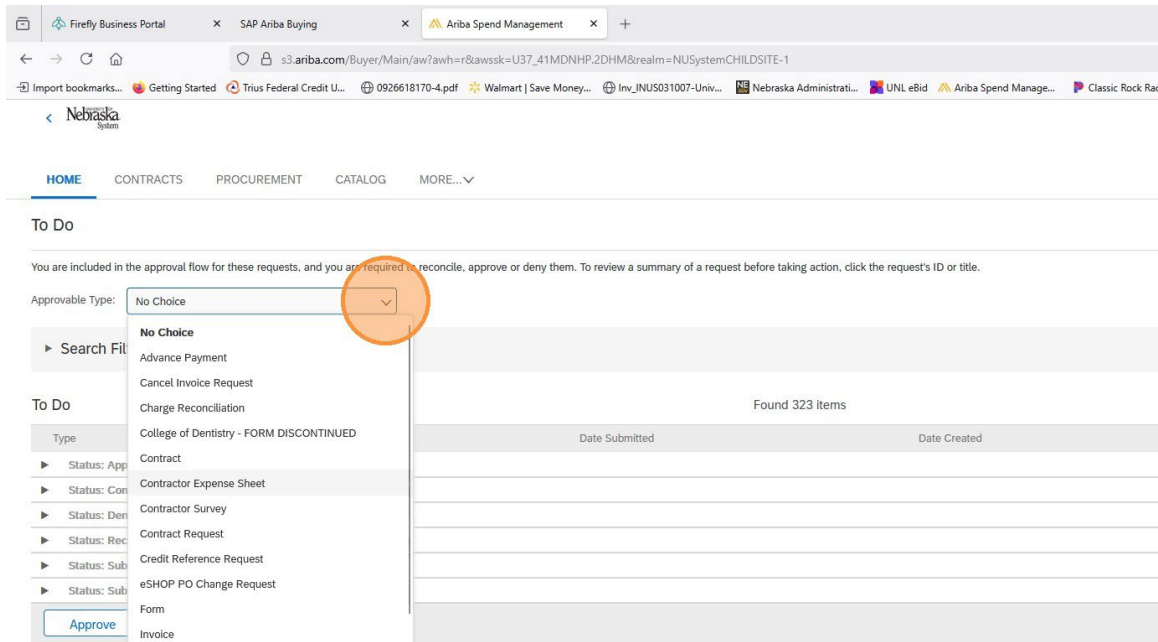 Firefly Business Portal SAP Ariba Buying Ariba Spend Management
s3.ariba.com/Buyer/Main/aw?awh=r&awssk=U37_41MDNHP.2DHM&realm=NUSystemCHILDSITE-1
Import bookmarks... Getting Started Trius Federal Credit U... 0926618170-4.pdf Walmart | Save Money... Inv_INUS031007-Univ... Nebraska Administrati... UNL eBid Ariba Spend Manage... Classic Rock Rad
Nebraska
System
HOME CONTRACTS PROCUREMENT CATALOG MORE...
To Do
You are included in the approval flow for these requests, and you are required to reconcile, approve or deny them. To review a summary of a request before taking action, click the request's ID or title.
Approvable Type: No Choice
No Choice
Search Fil
Advance Payment
Cancel Invoice Request
To Do Charge Reconciliation Found 323 items
Type College of Dentistry - FORM DISCONTINUED Date Submitted Date Created
Contract
Status: App
Contractor Expense Sheet
Status: Con
Contractor Survey
Status: Den
Contract Request
Status: Rec
Credit Reference Request
Status: Sub
eSHOP PO Change Request
Status: Sub
Form
Approve
Invoice